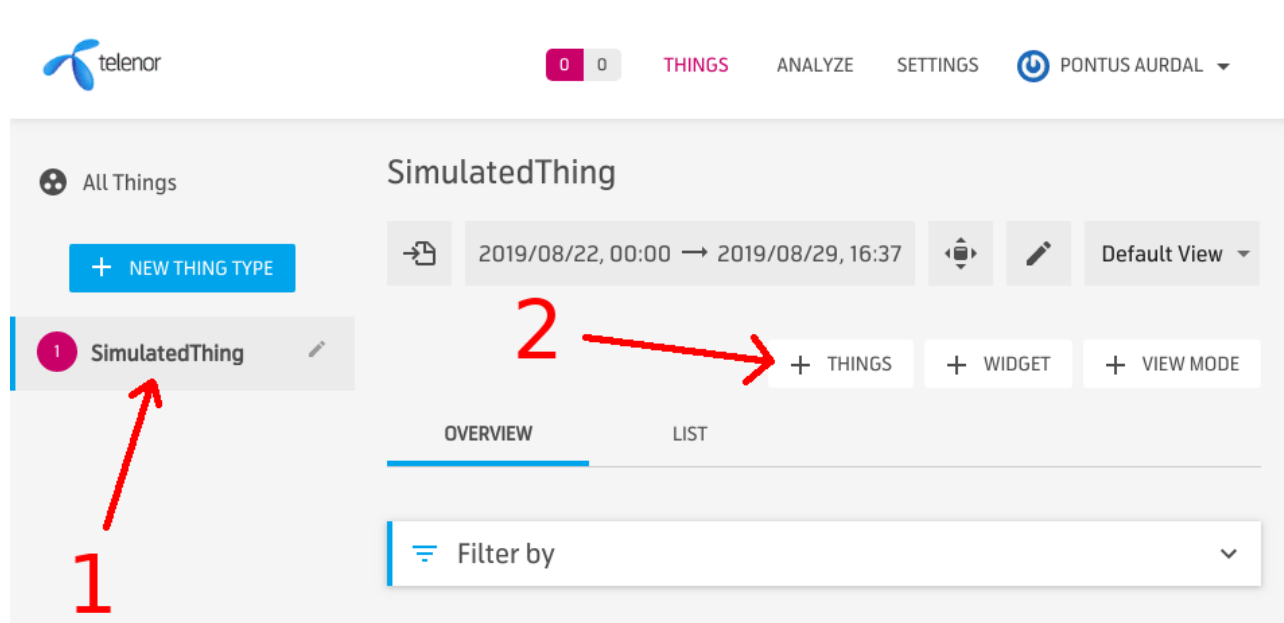 telenor
0 0 THINGS ANALYZE SETTINGS PONTUS AURDAL
All Things
+ NEW THING TYPE
1 SimulatedThing
1
SimulatedThing
2019/08/22, 00:00 → 2019/08/29, 16:37 Default View
2
+ THINGS + WIDGET + VIEW MODE
OVERVIEW LIST
Filter by